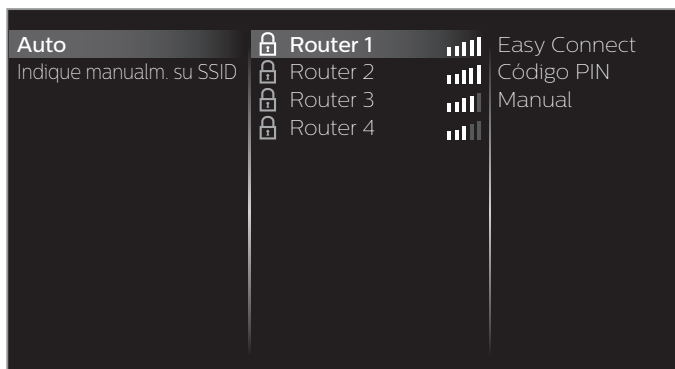 Auto
Indique manualm. su SSID
Router 1
Router 2
Router 3
Router 4
Easy Connect
Código PIN
Manual